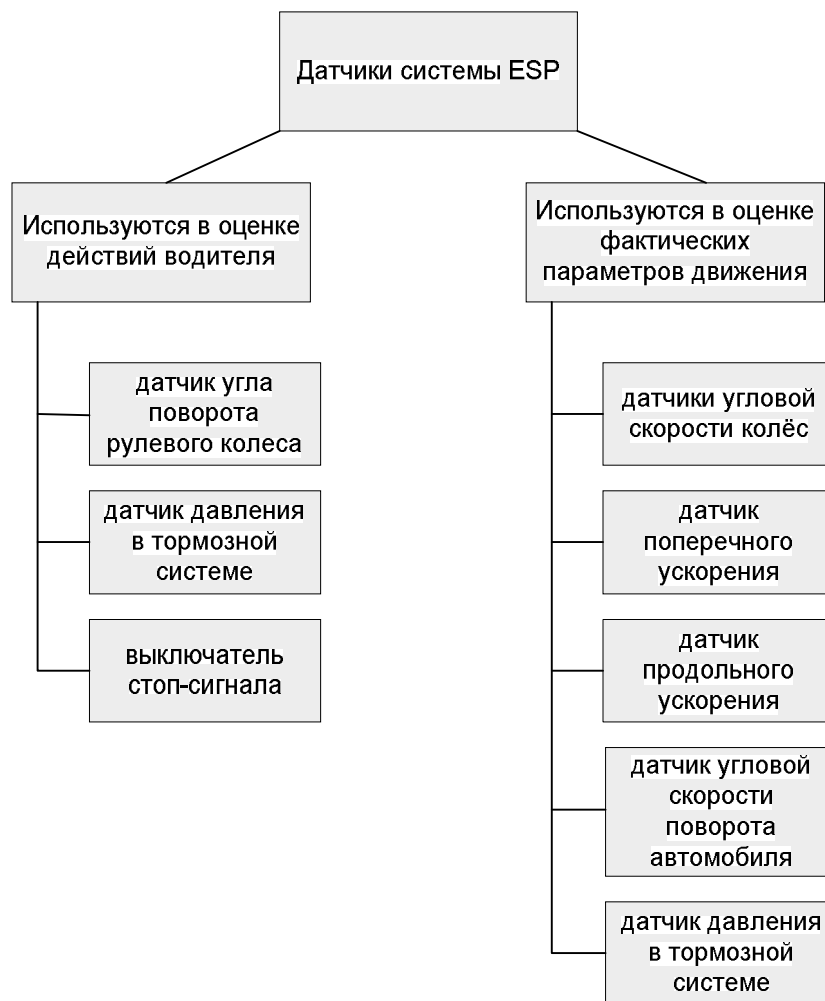 Датчики системы ESP
Используются в оценке
действий водителя
датчик угла
поворота
рулевого колеса
датчик давления
в тормозной
системе
выключатель
стоп-сигнала
Используются в оценке
фактических
параметров движения
датчики угловой
скорости колёс
датчик
поперечного
ускорения
датчик
продольного
ускорения
датчик угловой
скорости
поворота
автомобиля
датчик давления
в тормозной
системе